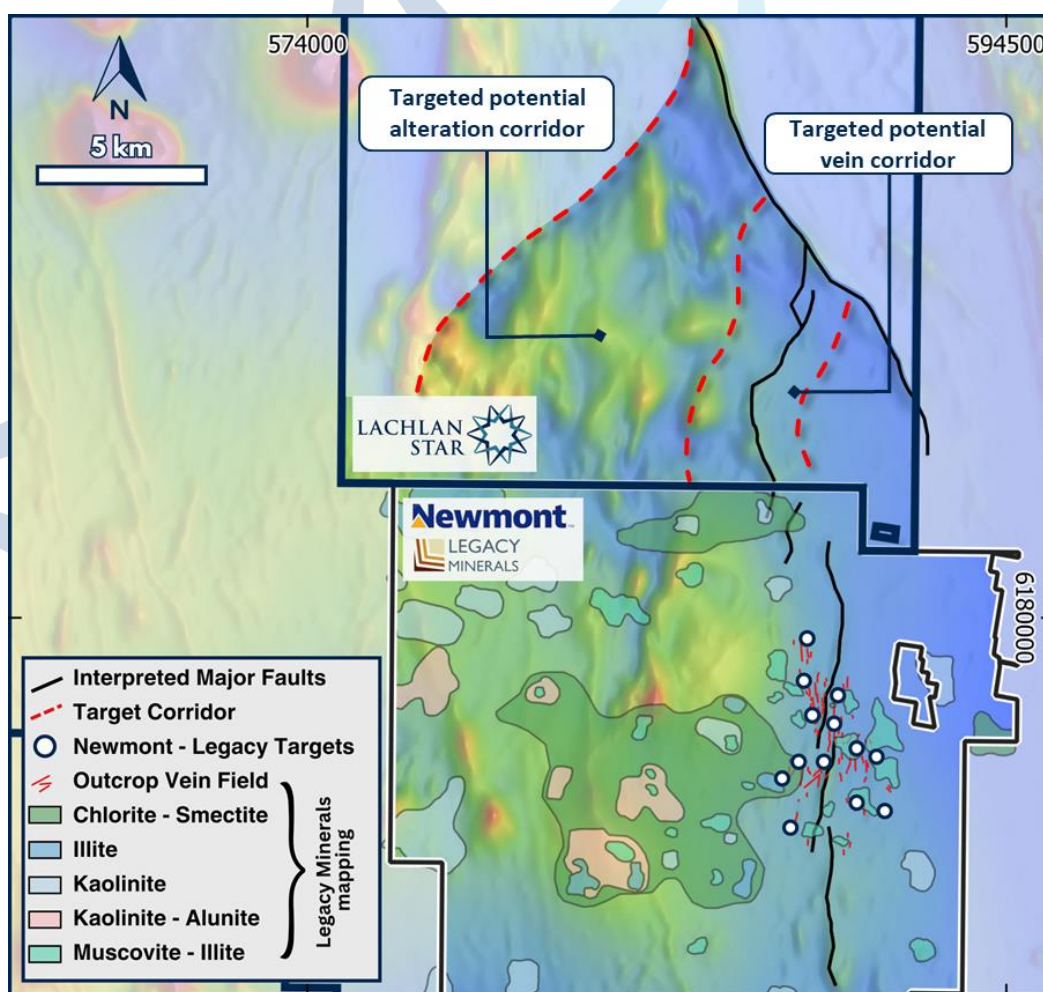 574000
594500
N
5 km
Targeted potential
alteration corridor
Targeted potential
vein corridor
LACHLAN
STAR
Newmont™
LEGACY
MINERALS
6180000
Interpreted Major Faults
Target Corridor
Newmont - Legacy Targets
Outcrop Vein Field
Chlorite - Smectite
Illite
Kaolinite
Kaolinite - Alunite
Muscovite - Illite
Legacy Minerals
mapping